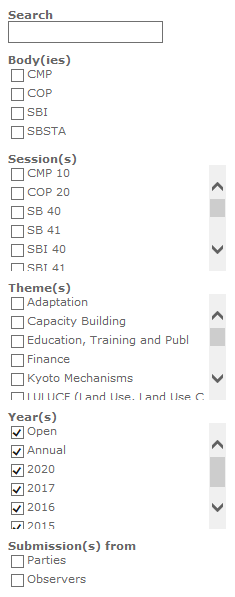 Search
Body(ies)
CMP
COP
SBI
SBSTA
Session(s)
CMP 10
COP 20
SB 40
SB 41
SBI 40
SBI 41
Theme(s)
Adaptation
Capacity Building
Education, Training and Publ
Finance
Kyoto Mechanisms
LULUCF (Land Use, Land Use C
Year(s)
Open
Annual
2020
2017
2016
2015
Submission(s) from
Parties
Observers